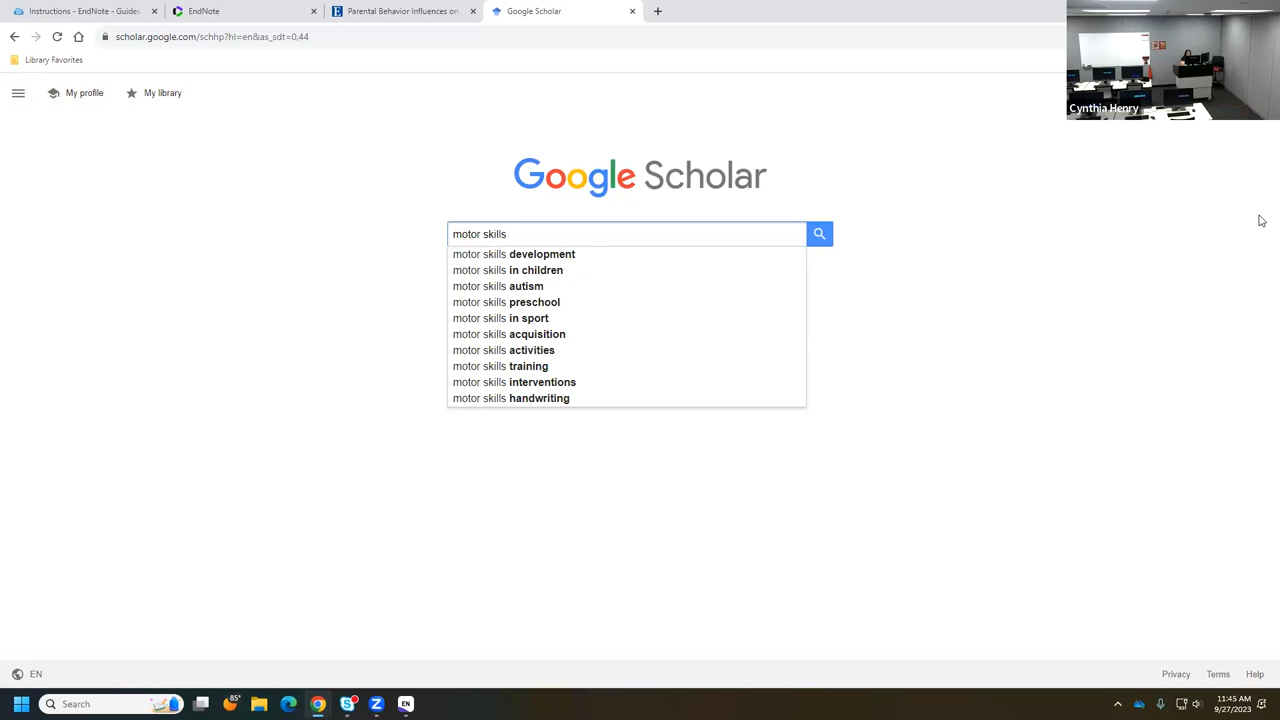 Instructions - EndNote - Guides
EndNote
Parental Behavior Influences on
Google Scholar
scholar.google.com/schhp?hl=en&as_sdt=0,44
Library Favorites
My profile
My library
Cynthia Henry
Google Scholar
motor skills
motor skills development
motor skills in children
motor skills autism
motor skills preschool
motor skills in sport
motor skills acquisition
motor skills activities
motor skills training
motor skills interventions
motor skills handwriting
EN
Privacy
Terms
Help
Search
85°
EN
11:45 AM
9/27/2023